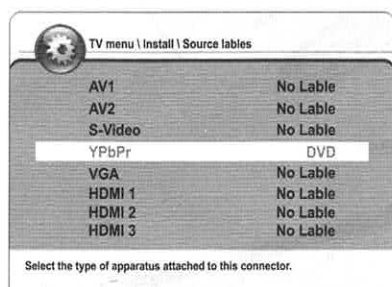 TV menu \ Install \ Source lables
AV1 No Lable
AV2 No Lable
S-Video No Lable
YPbPr DVD
VGA No Lable
HDMI 1 No Lable
HDMI 2 No Lable
HDMI 3 No Lable
Select the type of apparatus attached to this connector.